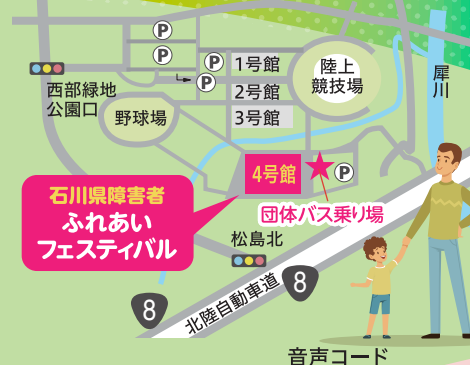 P
P
P
P
1号館
2号館
3号館
陸上
競技場
犀川
西部緑地
公園口
野球場
4号館
P
団体バス乗り場
石川県障害者
ふれあい
フェスティバル
松島北
8
北陸自動車道
8
音声コード